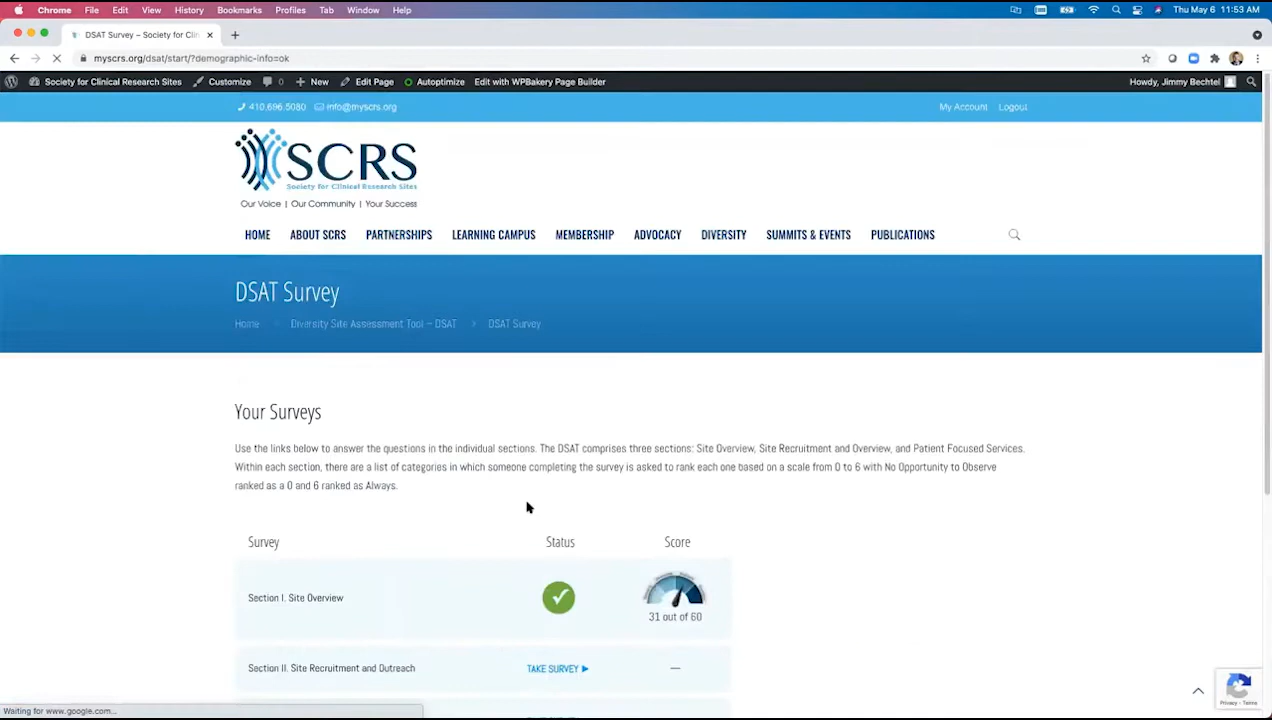 Chrome File Edit View History Bookmarks Profiles Tab Window Help Thu May 6 11:53 AM
DSAT Survey – Society for Clin
myscrs.org/dsat/start/?demographic-info=ok
Society for Clinical Research Sites Customize 0 New Edit Page Autoptimize Edit with WPBakery Page Builder Howdy, Jimmy Bechtel
410.696.5080 info@myscrs.org My Account Logout
SCRS
Society for Clinical Research Sites
Our Voice | Our Community | Your Success
HOME ABOUT SCRS PARTNERSHIPS LEARNING CAMPUS MEMBERSHIP ADVOCACY DIVERSITY SUMMITS & EVENTS PUBLICATIONS
DSAT Survey
Home Diversity Site Assessment Tool – DSAT > DSAT Survey
Your Surveys
Use the links below to answer the questions in the individual sections. The DSAT comprises three sections: Site Overview, Site Recruitment and Overview, and Patient Focused Services.
Within each section, there are a list of categories in which someone completing the survey is asked to rank each one based on a scale from 0 to 6 with No Opportunity to Observe
ranked as a 0 and 6 ranked as Always.
Survey Status Score
Section I. Site Overview
31 out of 60
Section II. Site Recruitment and Outreach TAKE SURVEY —
Privacy - Terms
Waiting for www.google.com...